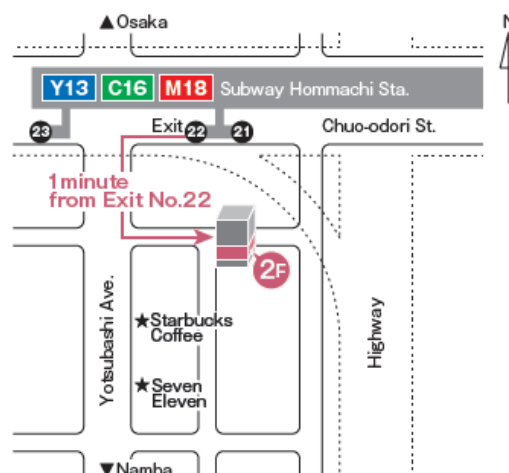 ▲Osaka
N
Y13 C16 M18 Subway Hommachi Sta.
23
Exit 22 21
Chuo-odori St.
1minute
from Exit No.22
2F
Yotsubashi Ave.
★Starbucks
Coffee
★Seven
Eleven
Highway
▼Namba